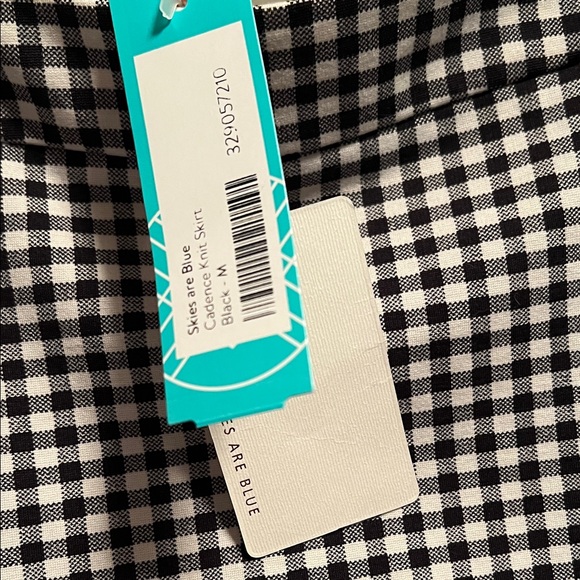 Skies are Blue
Cadence Knit Skirt
Black - M
329057210
ES ARE BLUE